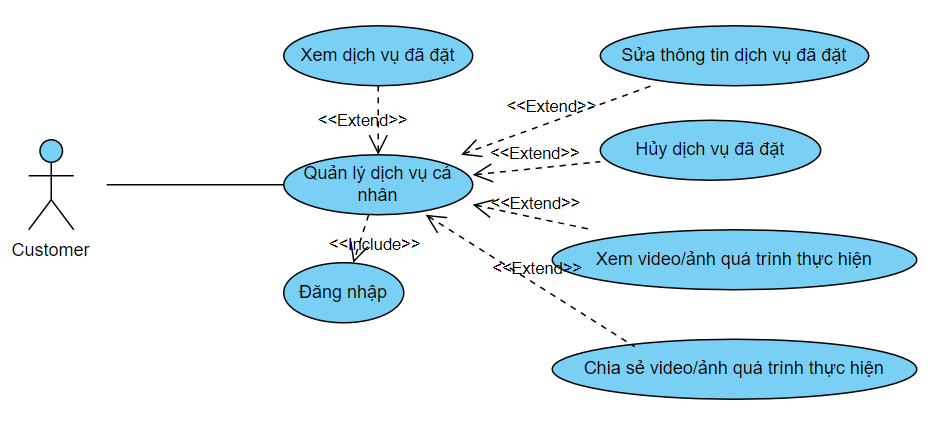 Xem dịch vụ đã đặt
Sửa thông tin dịch vụ đã đặt
<<Extend>>
<<Extend>>
Hủy dịch vụ đã đặt
<<Extend>>
Quản lý dịch vụ cá
nhân
Customer
<<Extend>>
<<Include>>
Xem video/ảnh quá trình thực hiện
<<Extend>>
Đăng nhập
Chia sẻ video/ảnh quá trình thực hiện